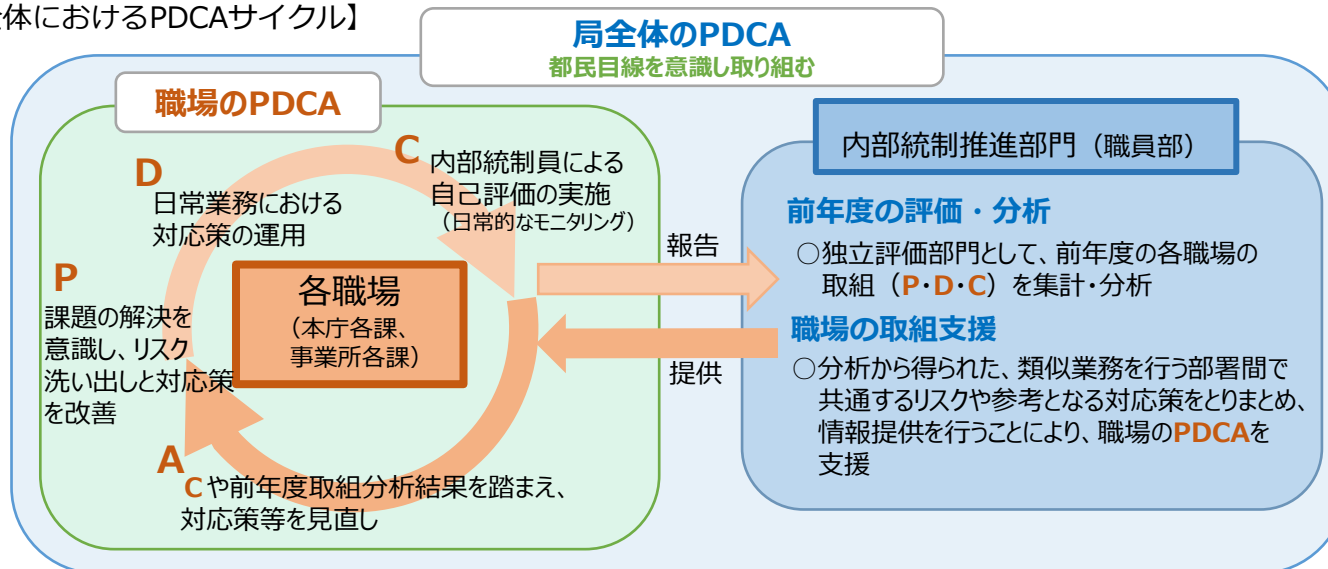 体におけるPDCAサイクル】
局全体のPDCA
都民目線を意識し取り組む
職場のPDCA
D
日常業務における
対応策の運用
C
内部統制員による
自己評価の実施
（日常的なモニタリング）
P
課題の解決を
意識し、リスク
洗い出しと対応策
を改善
各職場
（本庁各課、
事業所各課）
A
Cや前年度取組分析結果を踏まえ、
対応策等を見直し
報告
提供
内部統制推進部門（職員部）
前年度の評価・分析
○独立評価部門として、前年度の各職場の
取組（P・D・C）を集計・分析
職場の取組支援
○分析から得られた、類似業務を行う部署間で
共通するリスクや参考となる対応策をとりまとめ、
情報提供を行うことにより、職場のPDCAを
支援